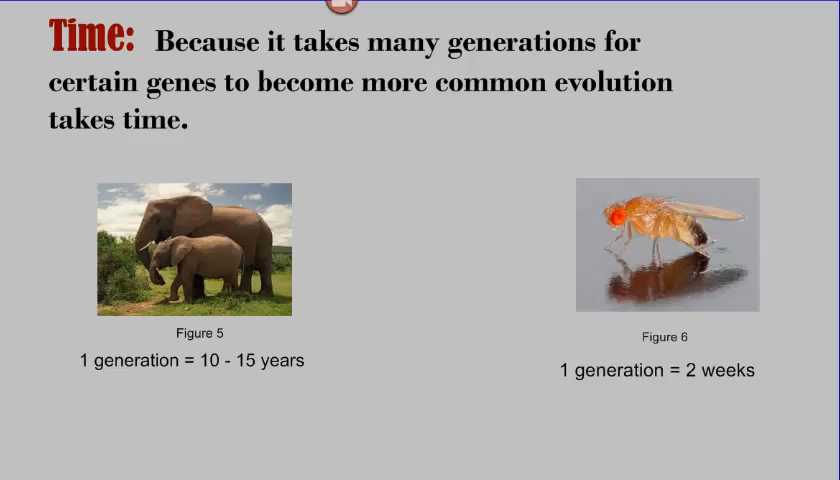 Time: Because it takes many generations for
certain genes to become more common evolution
takes time.
Figure 5
1 generation = 10 - 15 years
Figure 6
1 generation = 2 weeks